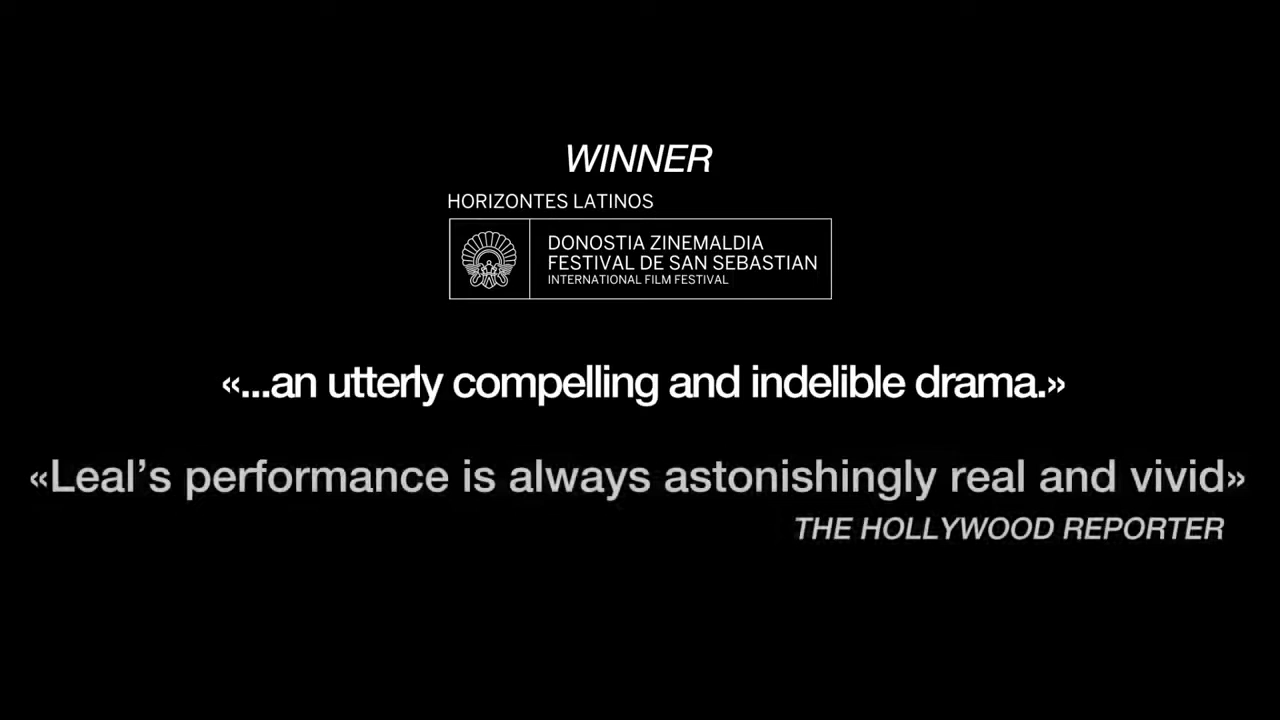 WINNER
HORIZONTES LATINOS
DONOSTIA ZINEMALDIA
FESTIVAL DE SAN SEBASTIAN
INTERNATIONAL FILM FESTIVAL
«...an utterly compelling and indelible drama.»
«Leal’s performance is always astonishingly real and vivid»
THE HOLLYWOOD REPORTER